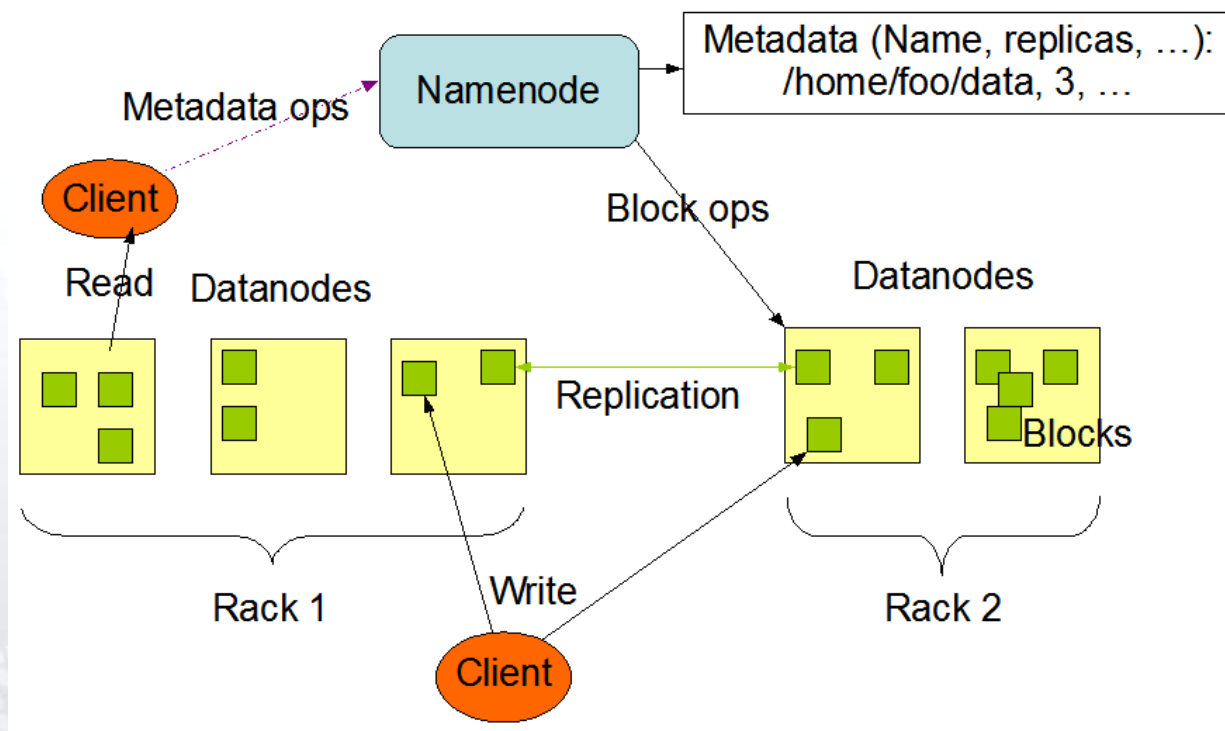 Metadata (Name, replicas, …):
/home/foo/data, 3, …
Namenode
Metadata ops
Client
Block ops
Read
Datanodes
Datanodes
Replication
Blocks
Rack 1
Write
Rack 2
Client